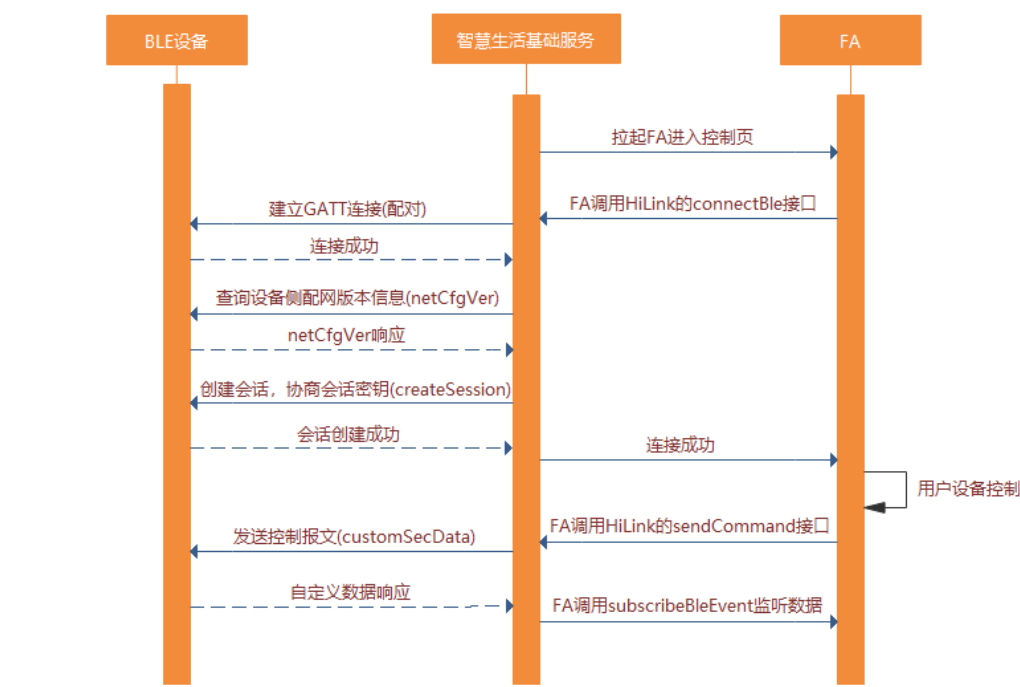 BLE设备
智慧生活基础服务
FA
拉起FA进入控制页
FA调用HiLink的connectBle接口
建立GATT连接(配对)
连接成功
查询设备侧配网版本信息(netCfgVer)
netCfgVer响应
创建会话，协商会话密钥(createSession)
会话创建成功
连接成功
用户设备控制
FA调用HiLink的sendCommand接口
发送控制报文(customSecData)
自定义数据响应
FA调用subscribeBleEvent监听数据